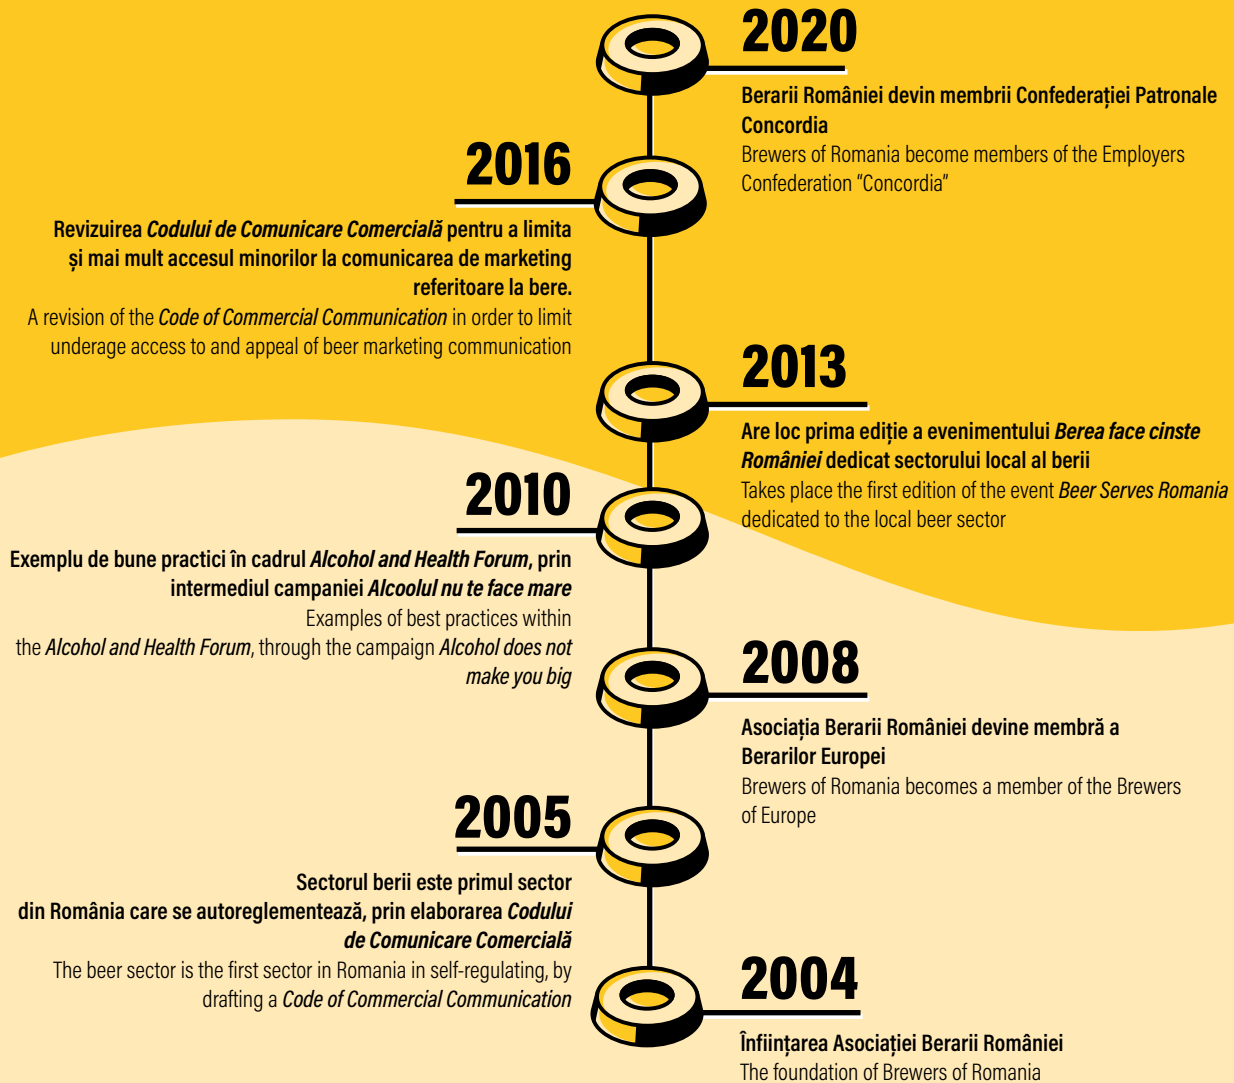 2020
Berarii României devin membrii Confederației Patronale
Concordia
Brewers of Romania become members of the Employers
Confederation "Concordia"
2016
Revizuirea Codului de Comunicare Comercială pentru a limita
și mai mult accesul minorilor la comunicarea de marketing
referitoare la bere.
A revision of the Code of Commercial Communication in order to limit
underage access to and appeal of beer marketing communication
2013
Are loc prima ediție a evenimentului Berea face cinste
României dedicat sectorului local al berii
Takes place the first edition of the event Beer Serves Romania
dedicated to the local beer sector
2010
Exemplu de bune practici în cadrul Alcohol and Health Forum, prin
intermediul campaniei Alcoolul nu te face mare
Examples of best practices within
the Alcohol and Health Forum, through the campaign Alcohol does not
make you big
2008
Asociația Berarii României devine membră a
Berarilor Europei
Brewers of Romania becomes a member of the Brewers
of Europe
2005
Sectorul berii este primul sector
din România care se autoreglementează, prin elaborarea Codului
de Comunicare Comercială
The beer sector is the first sector in Romania in self-regulating, by
drafting a Code of Commercial Communication
2004
Înființarea Asociației Berarii României
The foundation of Brewers of Romania